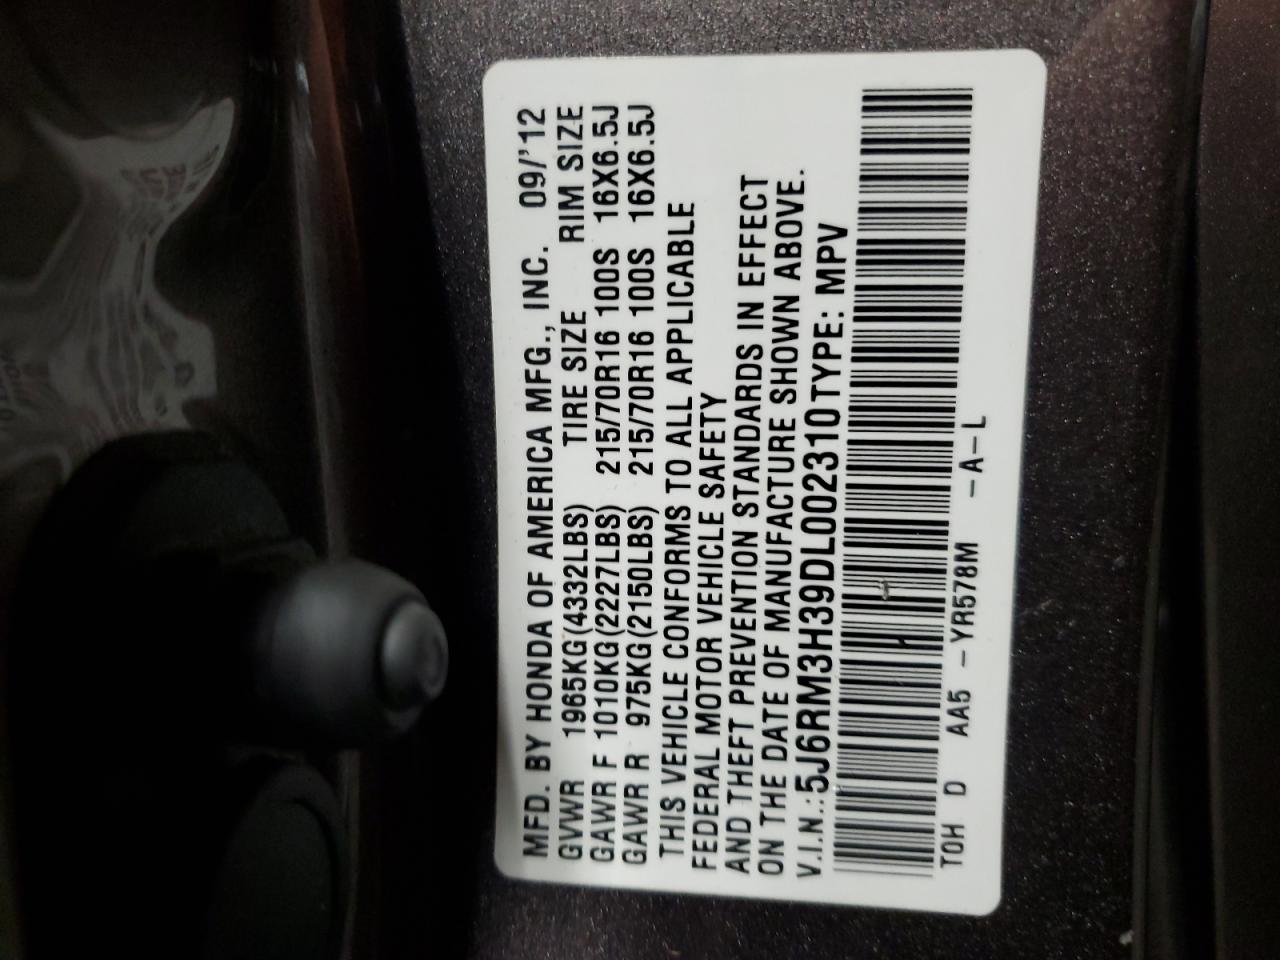 MFD. BY HONDA OF AMERICA MFG., INC. 09/'12
GVWR 1965KG(4332LBS) TIRE SIZE RIM SIZE
GAWR F 1010KG(2227LBS) 215/70R16 100S 16X6.5J
GAWR R 975KG(2150LBS) 215/70R16 100S 16X6.5J
THIS VEHICLE CONFORMS TO ALL APPLICABLE
FEDERAL MOTOR VEHICLE SAFETY
AND THEFT PREVENTION STANDARDS IN EFFECT
ON THE DATE OF MANUFACTURE SHOWN ABOVE.
V.I.N.:5J6RM3H39DL002310 TYPE: MPV
TOH D AA5 -YR578M -A-L